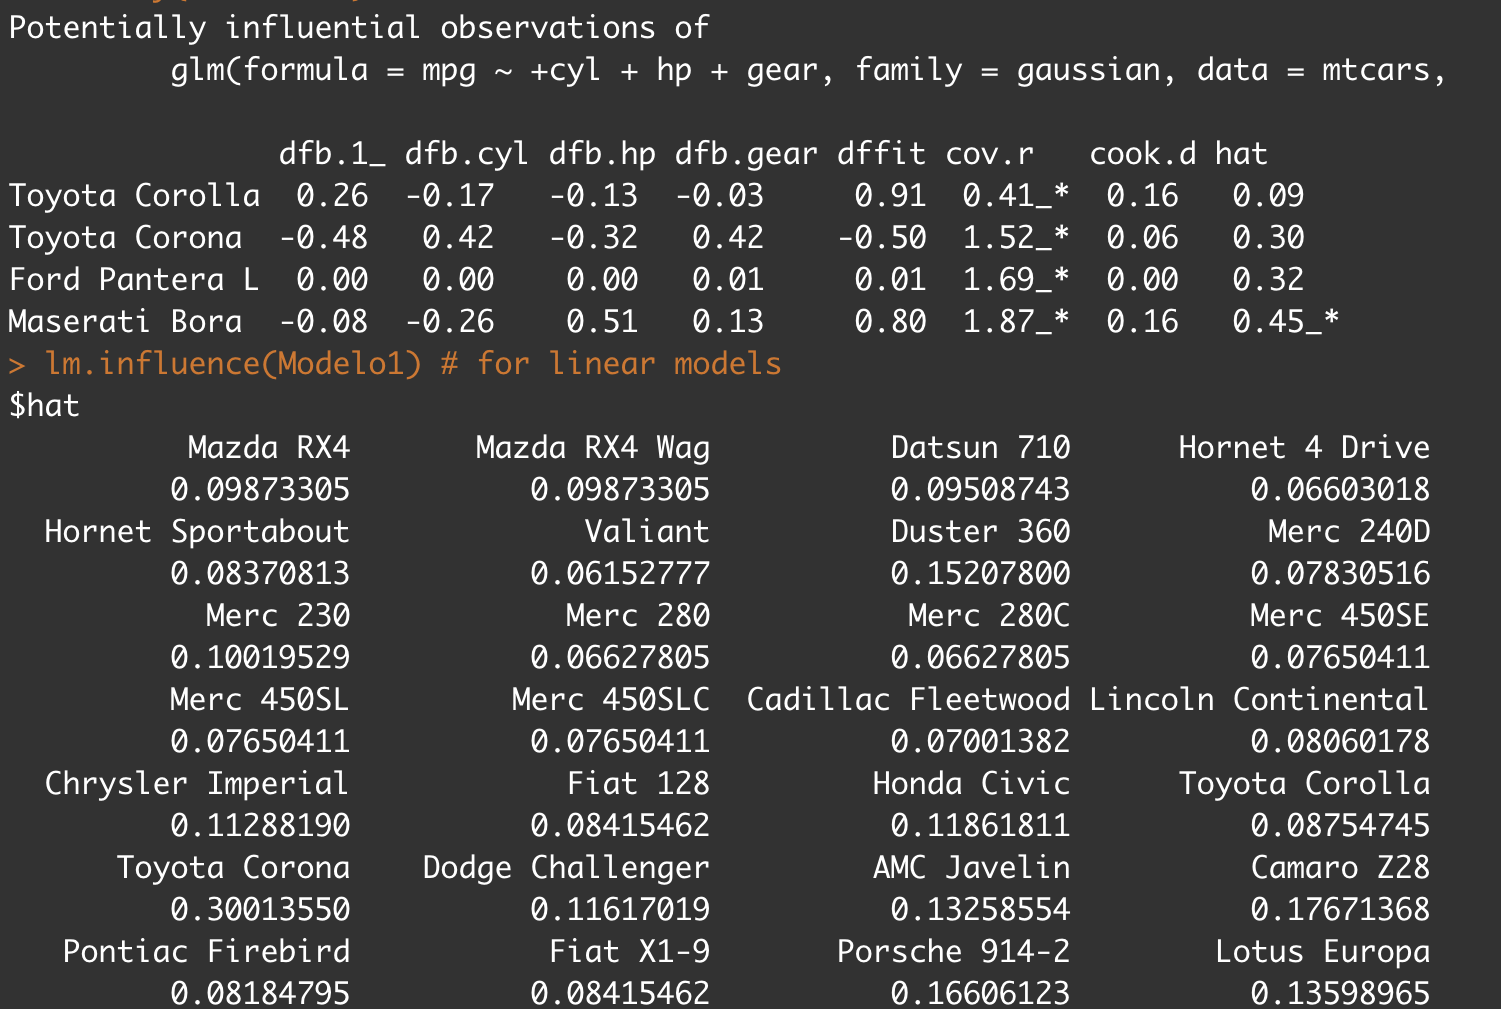 Potentially influential observations of
glm(formula = mpg ~ +cyl + hp + gear, family = gaussian, data = mtcars,
dfb.1_ dfb.cyl dfb.hp dfb.gear dffit cov.r cook.d hat
Toyota Corolla 0.26 -0.17 -0.13 -0.03 0.91 0.41_* 0.16 0.09
Toyota Corona -0.48 0.42 -0.32 0.42 -0.50 1.52_* 0.06 0.30
Ford Pantera L 0.00 0.00 0.00 0.01 0.01 1.69_* 0.00 0.32
Maserati Bora -0.08 -0.26 0.51 0.13 0.80 1.87_* 0.16 0.45_*
> lm.influence(Modelo1) # for linear models
$hat
Mazda RX4 Mazda RX4 Wag Datsun 710 Hornet 4 Drive
0.09873305 0.09873305 0.09508743 0.06603018
Hornet Sportabout Valiant Duster 360 Merc 240D
0.08370813 0.06152777 0.15207800 0.07830516
Merc 230 Merc 280 Merc 280C Merc 450SE
0.10019529 0.06627805 0.06627805 0.07650411
Merc 450SL Merc 450SLC Cadillac Fleetwood Lincoln Continental
0.07650411 0.07650411 0.07001382 0.08060178
Chrysler Imperial Fiat 128 Honda Civic Toyota Corolla
0.11288190 0.08415462 0.11861811 0.08754745
Toyota Corona Dodge Challenger AMC Javelin Camaro Z28
0.30013550 0.11617019 0.13258554 0.17671368
Pontiac Firebird Fiat X1-9 Porsche 914-2 Lotus Europa
0.08184795 0.08415462 0.16606123 0.13598965